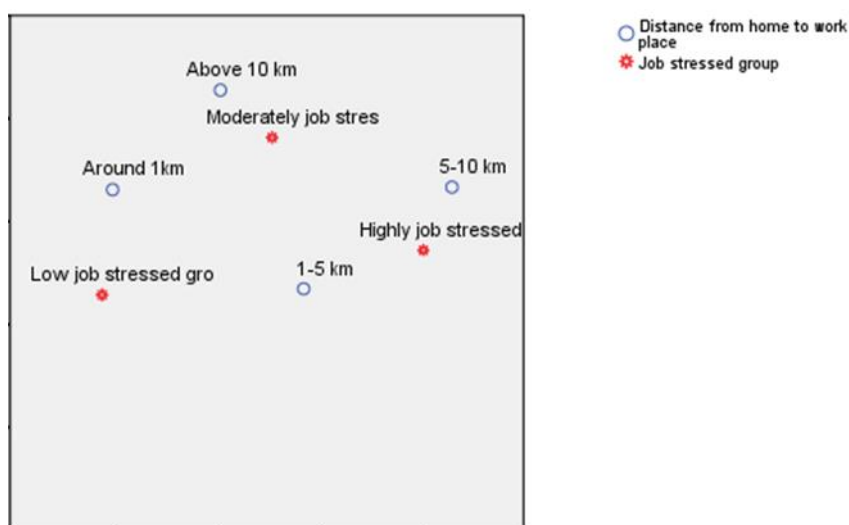 Above 10 km
Moderately job stres
Around 1km
5-10 km
Highly job stressed
Low job stressed gro
1-5 km
Distance from home to work
place
Job stressed group